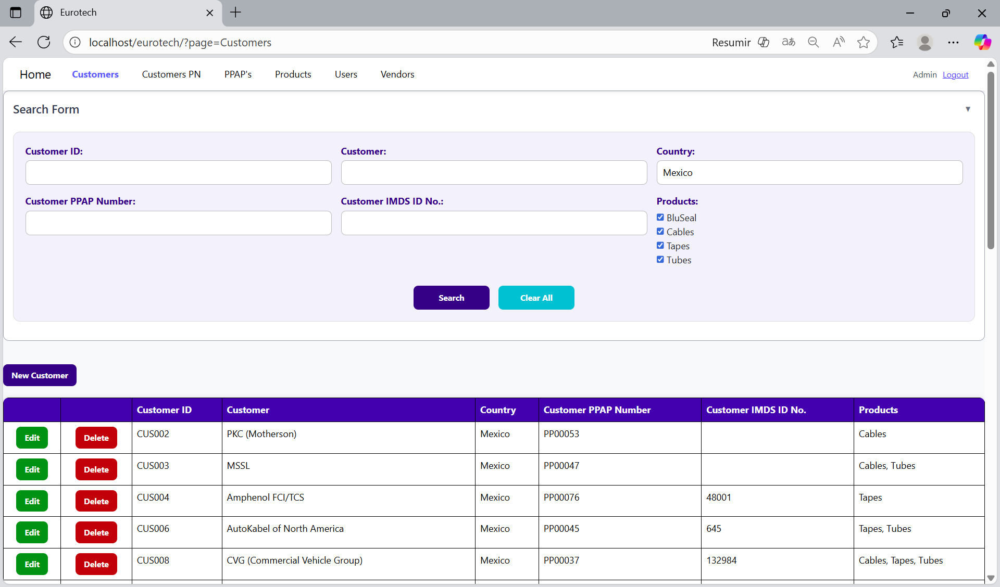 Eurotech
localhost/eurotech/?page=Customers
Resumir
aあ
A
Home Customers Customers PN PPAP's Products Users Vendors Admin Logout
Search Form
Customer ID: Customer: Country:
Mexico
Customer PPAP Number: Customer IMDS ID No.: Products:
BluSeal
Cables
Tapes
Tubes
Search Clear All
New Customer
Customer ID Customer Country Customer PPAP Number Customer IMDS ID No. Products
Edit Delete CUS002 PKC (Motherson) Mexico PP00053 Cables
Edit Delete CUS003 MSSL Mexico PP00047 Cables, Tubes
Edit Delete CUS004 Amphenol FCI/TCS Mexico PP00076 48001 Tapes
Edit Delete CUS006 AutoKabel of North America Mexico PP00045 645 Tapes, Tubes
Edit Delete CUS008 CVG (Commercial Vehicle Group) Mexico PP00037 132984 Cables, Tapes, Tubes